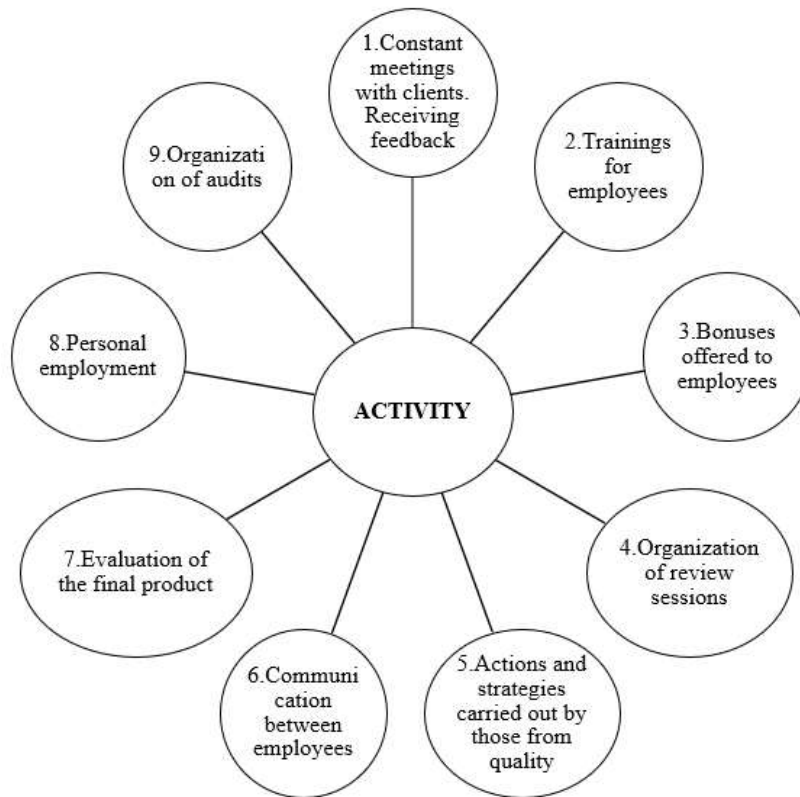 1.Constant
meetings
with clients.
Receiving
feedback
2.Trainings
for
employees
3.Bonuses
offered to
employees
4.Organization
of review
sessions
5.Actions and
strategies
carried out by
those from
quality
6.Communi
cation
between
employees
7.Evaluation of
the final product
8.Personal
employment
9.Organizati
on of audits
ACTIVITY